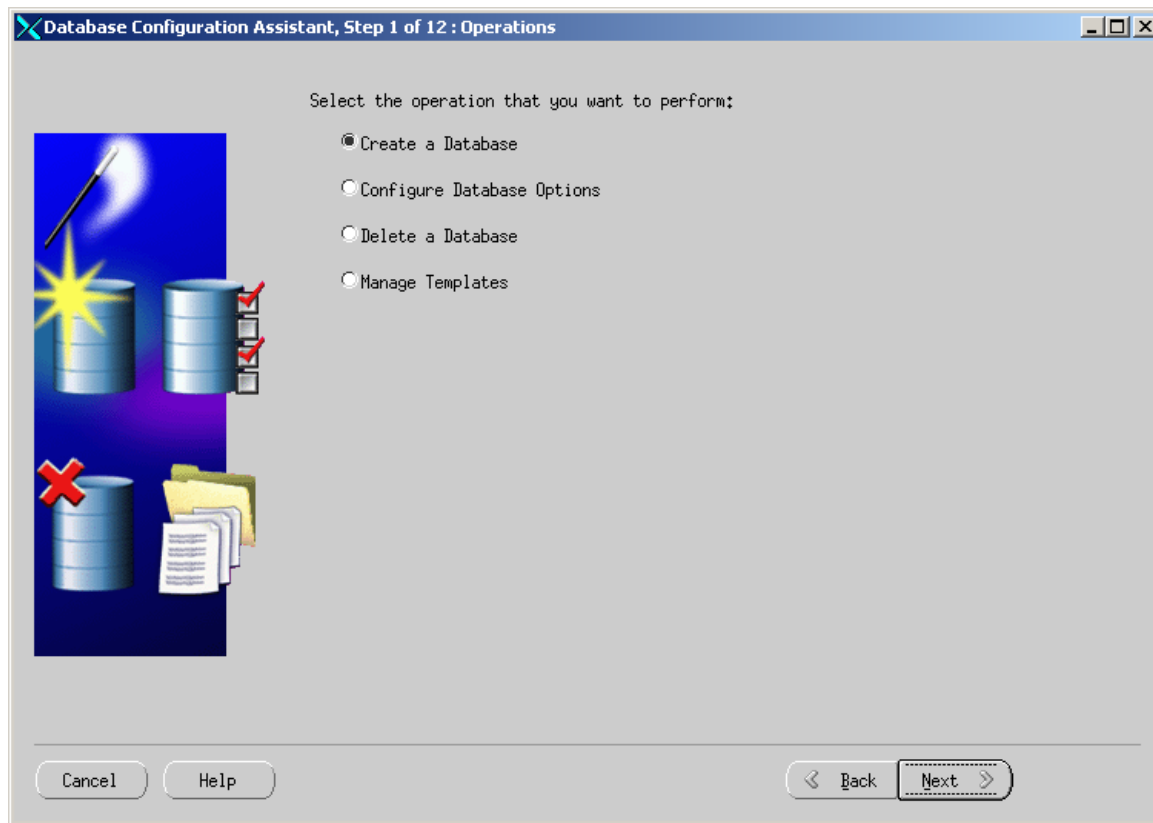 Database Configuration Assistant, Step 1 of 12 : Operations
Select the operation that you want to perform:
Create a Database
Configure Database Options
Delete a Database
Manage Templates
Cancel
Help
Back
Next